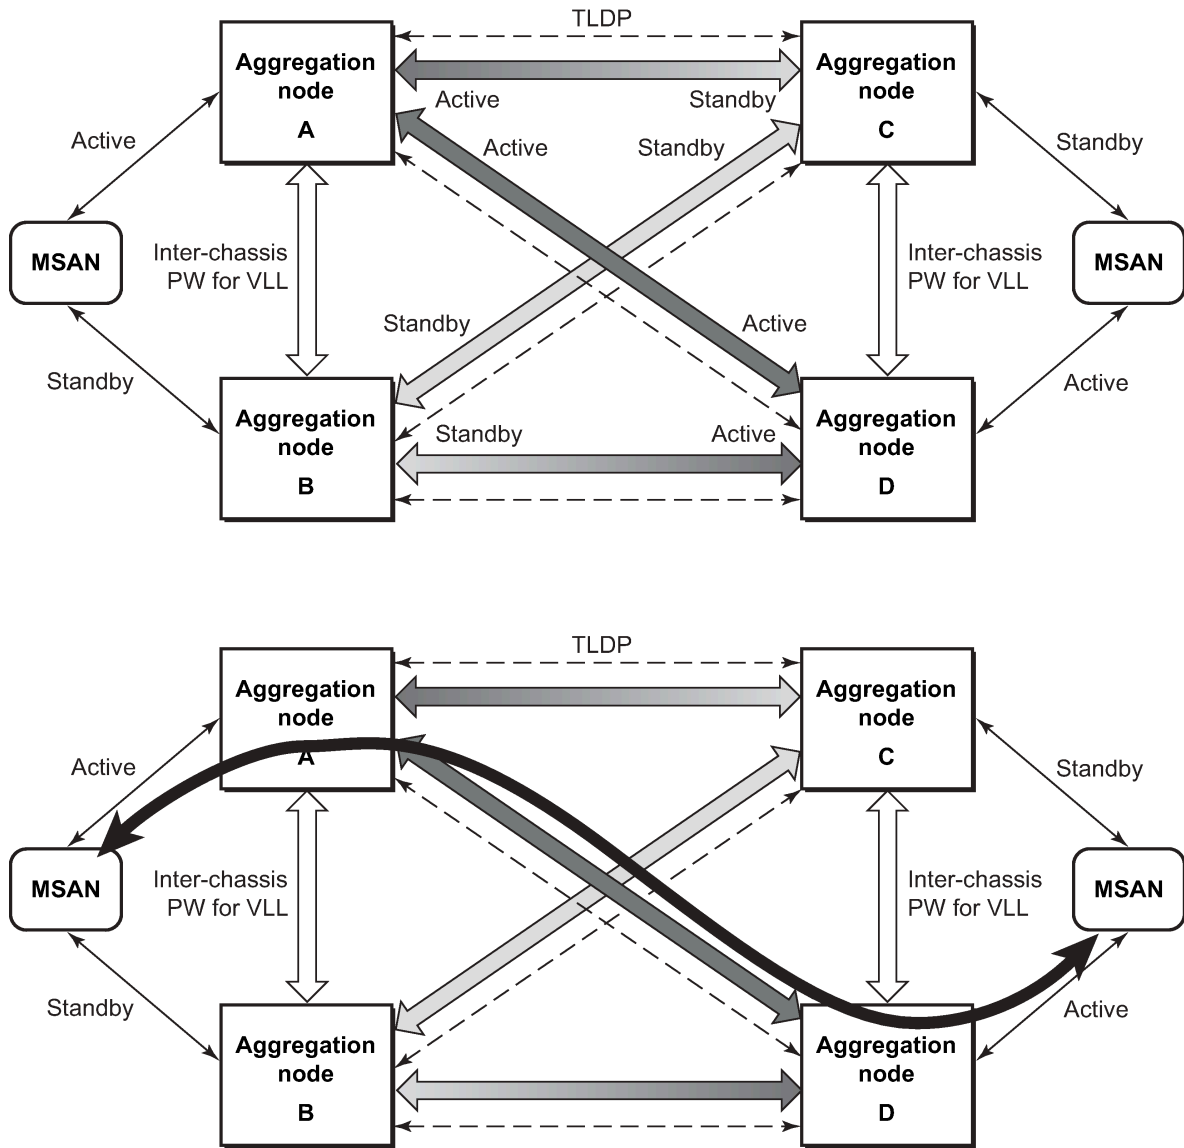 TLDP
Aggregation
node
A
Aggregation
node
C
Active
Standby
Active
Standby
Active
Standby
MSAN
Inter-chassis
PW for VLL
Inter-chassis
PW for VLL
MSAN
Standby
Active
Standby
Active
Aggregation
node
B
Standby
Active
Aggregation
node
D
TLDP
Aggregation
node
A
Aggregation
node
C
Active
Standby
MSAN
Inter-chassis
PW for VLL
Inter-chassis
PW for VLL
MSAN
Standby
Active
Aggregation
node
B
Aggregation
node
D